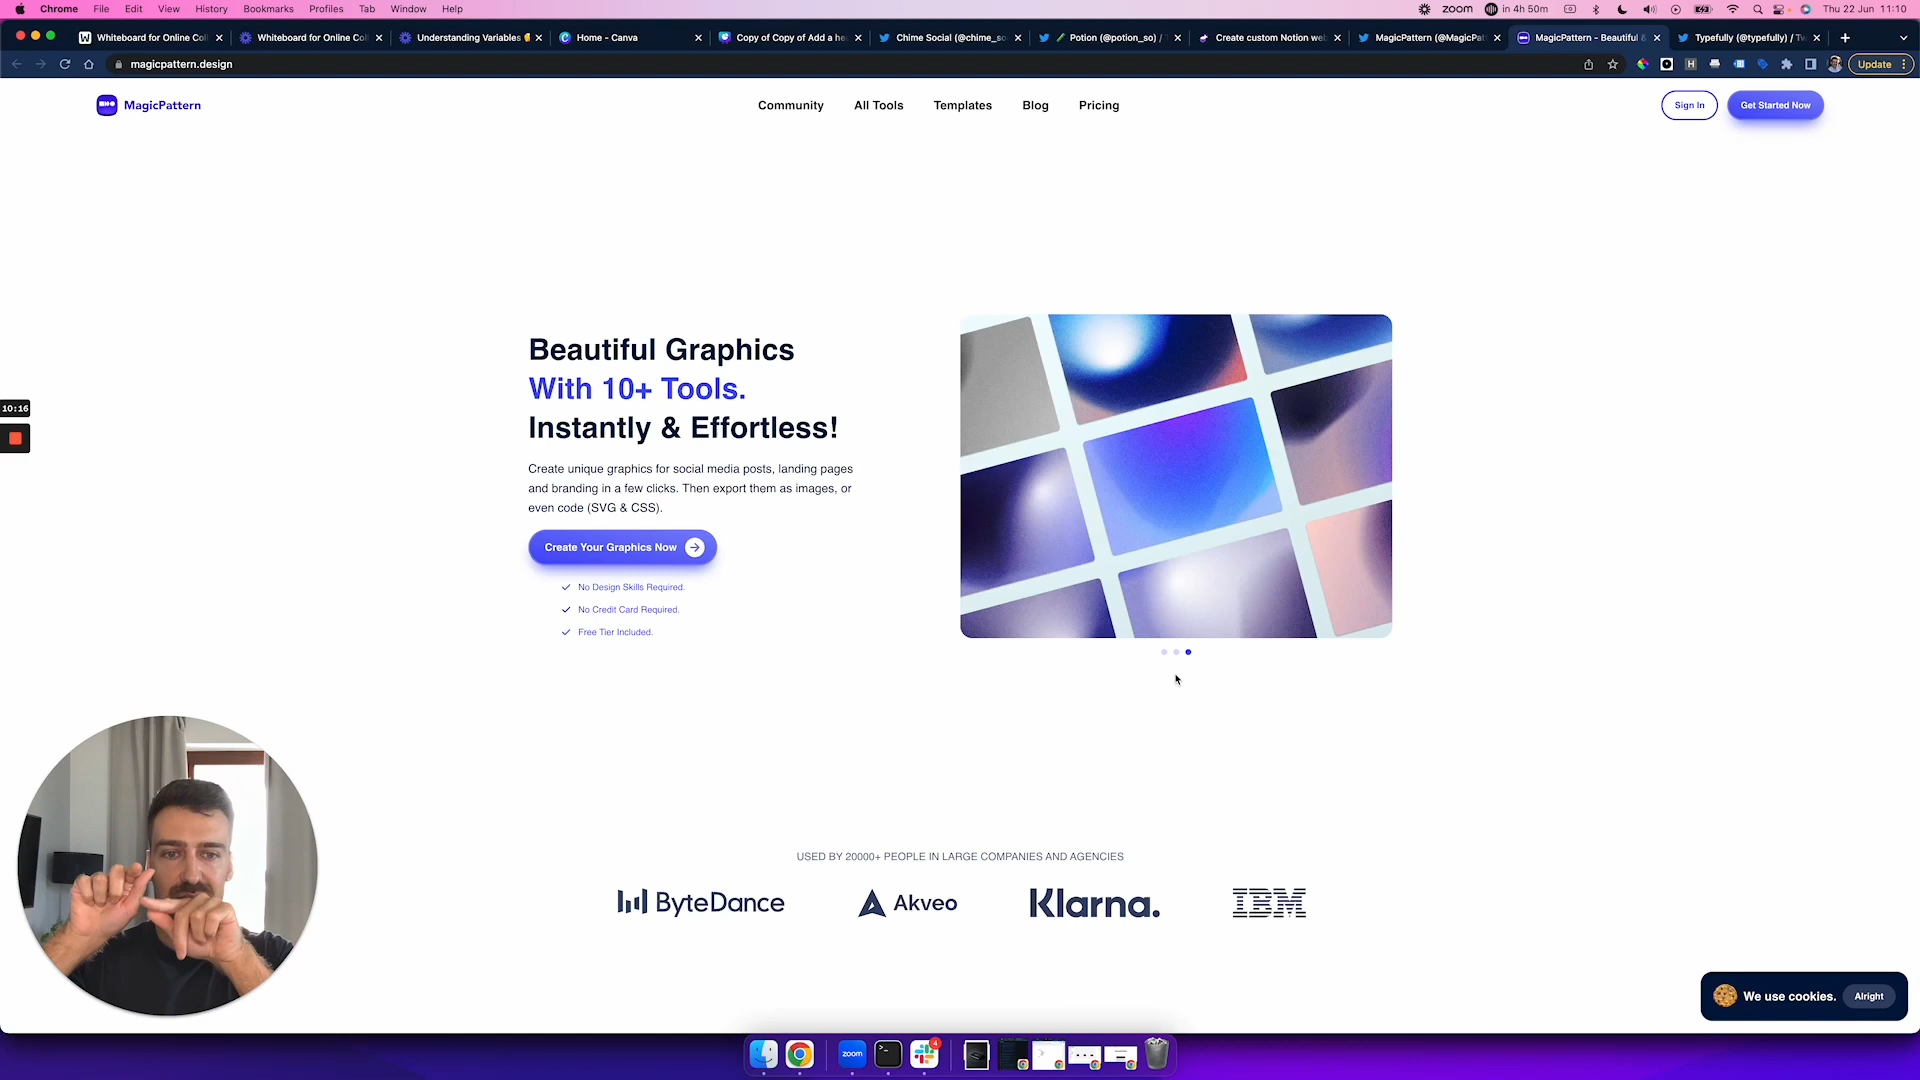 Chrome File Edit View History Bookmarks Profiles Tab Window Help
zoom in 4h 50m Thu 22 Jun 11:10
Whiteboard for Online Coll
Whiteboard for Online Coll
Understanding Variables
Home - Canva
Copy of Copy of Add a he
Chime Social (@chime_so
Potion (@potion_so) / T
Create custom Notion web
MagicPattern (@MagicPat
MagicPattern - Beautiful &
Typefully (@typefully) / Tw
magicpattern.design
Update
MagicPattern
Community All Tools Templates Blog Pricing
Sign In Get Started Now
Beautiful Graphics
With 10+ Tools.
Instantly & Effortless!
Create unique graphics for social media posts, landing pages
and branding in a few clicks. Then export them as images, or
even code (SVG & CSS).
Create Your Graphics Now
No Design Skills Required.
No Credit Card Required.
Free Tier Included.
10:16
USED BY 20000+ PEOPLE IN LARGE COMPANIES AND AGENCIES
ByteDance Akveo Klarna. IBM
We use cookies. Alright
zoom
4